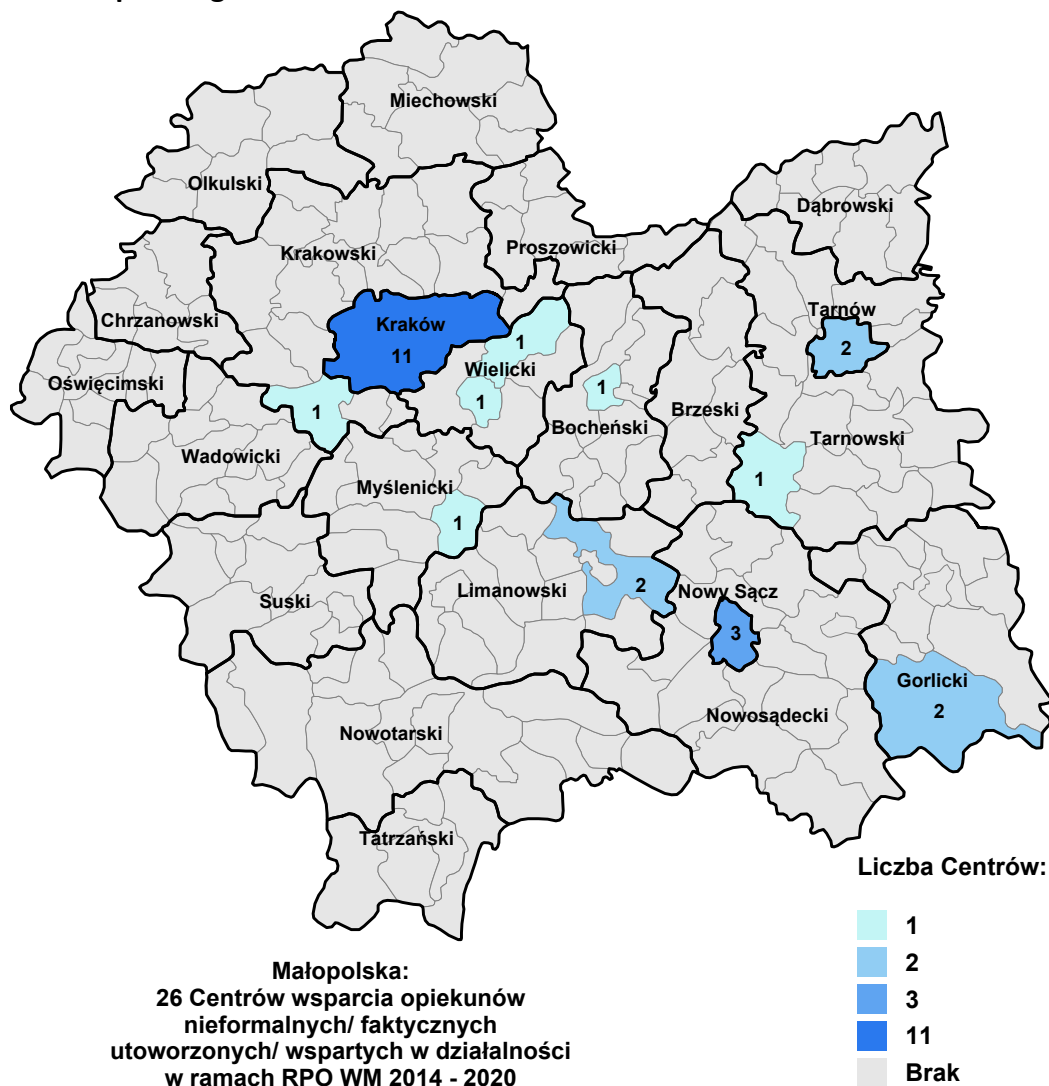 Miechowski
Olkulski
Dąbrowski
Krakowski
Proszowicki
Chrzanowski
Kraków
Tarnów
11
1
2
Wielicki
Oświęcimski
1
1
1
Brzeski
Bocheński
Tarnowski
Wadowicki
Myślenicki
1
1
Limanowski
2
Nowy Sącz
Suski
3
Gorlicki
2
Nowosądecki
Nowotarski
Tatrzański
Liczba Centrów:
1
2
3
11
Brak
Małopolska:
26 Centrów wsparcia opiekunów
nieformalnych/ faktycznych
utoworzonych/ wspartych w działalności
w ramach RPO WM 2014 - 2020